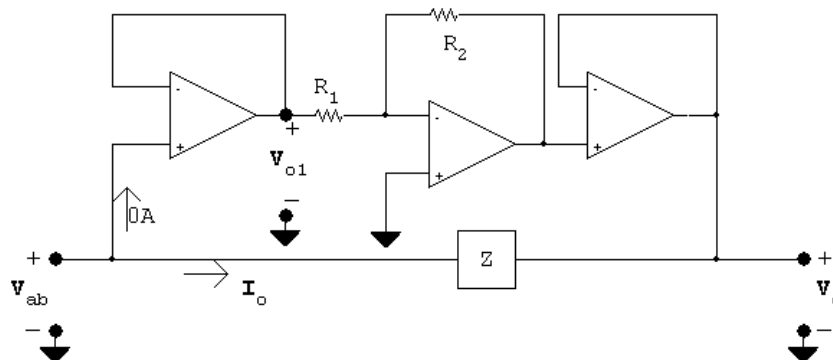 R2
R1
-
+
-
+
-
+
+
Vo1
-
0A
+
Vab
-
Io
Z
+
V
-